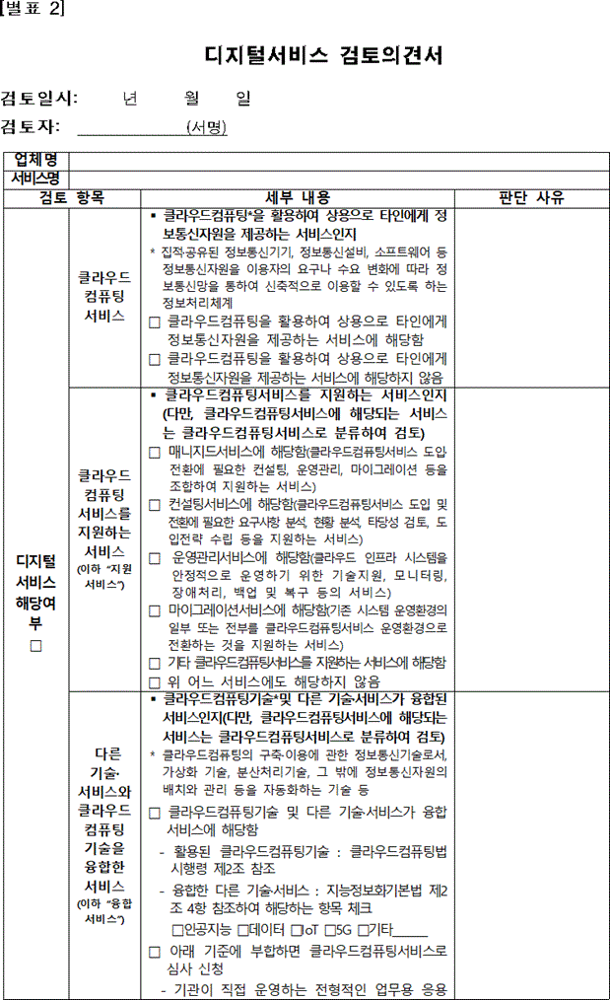 [별표 2]
디지털서비스 검토의견서
검토일시: 년 월 일
검토자: ____________(서명)
업체명
서비스명
검토 항목 세부 내용 판단 사유
디지털
서비스
해당여
부
□
클라우드
컴퓨팅
서비스
▪ 클라우드컴퓨팅*을 활용하여 상용으로 타인에게 정
보통신자원을 제공하는 서비스인지
* 집적·공유된 정보통신기기, 정보통신설비, 소프트웨어 등
정보통신자원을 이용자의 요구나 수요 변화에 따라 정
보통신망을 통하여 신축적으로 이용할 수 있도록 하는
정보처리체계
□ 클라우드컴퓨팅을 활용하여 상용으로 타인에게
정보통신자원을 제공하는 서비스에 해당함
□ 클라우드컴퓨팅을 활용하여 상용으로 타인에게
정보통신자원을 제공하는 서비스에 해당하지 않음
클라우드
컴퓨팅
서비스를
지원하는
서비스
(이하 “지원
서비스”)
▪ 클라우드컴퓨팅서비스를 지원하는 서비스인지
(다만, 클라우드컴퓨팅서비스에 해당되는 서비스
는 클라우드컴퓨팅서비스로 분류하여 검토)
□ 매니지드서비스에 해당함(클라우드컴퓨팅서비스 도입·
전환에 필요한 컨설팅, 운영관리, 마이그레이션 등을
조합하여 지원하는 서비스)
□ 컨설팅서비스에 해당함(클라우드컴퓨팅서비스 도입 및
전환에 필요한 요구사항 분석, 현황 분석, 타당성 검토, 도
입전략 수립 등을 지원하는 서비스)
□ 운영관리서비스에 해당함(클라우드 인프라 시스템을
안정적으로 운영하기 위한 기술지원, 모니터링,
장애처리, 백업 및 복구 등의 서비스)
□ 마이그레이션서비스에 해당함(기존 시스템 운영환경의
일부 또는 전부를 클라우드컴퓨팅서비스 운영환경으로
전환하는 것을 지원하는 서비스)
□ 기타 클라우드컴퓨팅서비스를 지원하는 서비스에 해당함
□ 위 어느 서비스에도 해당하지 않음
다른
기술·
서비스와
클라우드
컴퓨팅
기술을
융합한
서비스
(이하 “융합
서비스”)
▪ 클라우드컴퓨팅기술*및 다른 기술·서비스가 융합된
서비스인지(다만, 클라우드컴퓨팅서비스에 해당되는
서비스는 클라우드컴퓨팅서비스로 분류하여 검토)
* 클라우드컴퓨팅의 구축·이용에 관한 정보통신기술로서,
가상화 기술, 분산처리기술, 그 밖에 정보통신자원의
배치와 관리 등을 자동화하는 기술 등
□ 클라우드컴퓨팅기술 및 다른 기술·서비스가 융합
서비스에 해당함
- 활용된 클라우드컴퓨팅기술 : 클라우드컴퓨팅법
시행령 제2조 참조
- 융합한 다른 기술·서비스 : 지능정보화기본법 제2
조 4항 참조하여 해당하는 항목 체크
□인공지능 □데이터 □IoT □5G □기타_____
□ 아래 기준에 부합하면 클라우드컴퓨팅서비스로
심사 신청
- 기관이 직접 운영하는 전형적인 업무용 응용